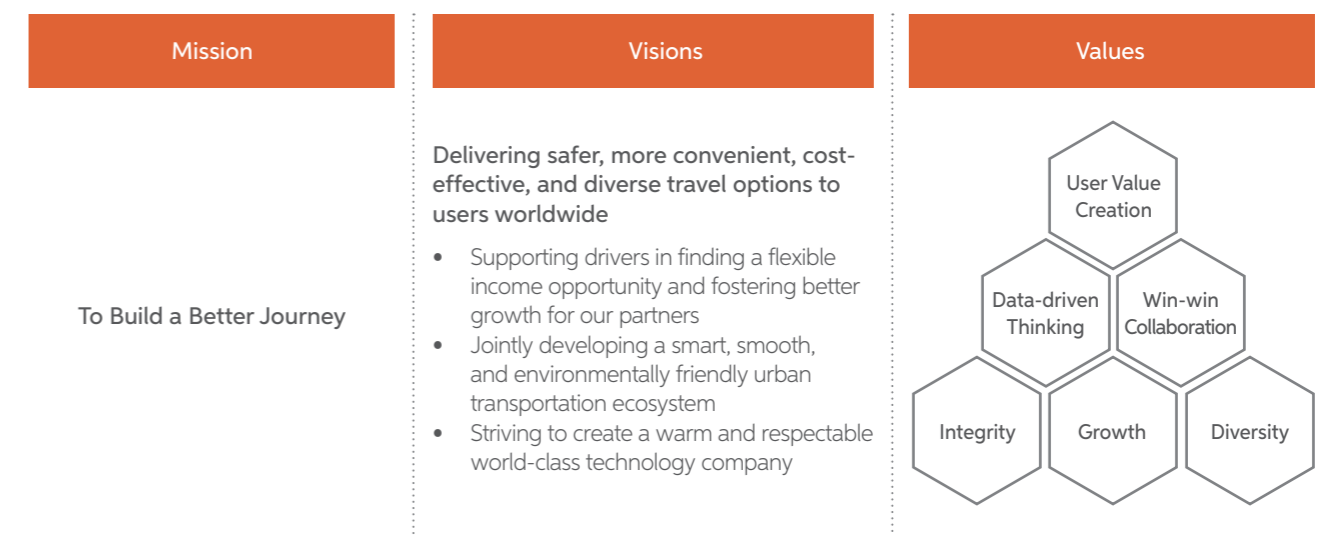 Mission
To Build a Better Journey
Visions
Delivering safer, more convenient, cost-
effective, and diverse travel options to
users worldwide
• Supporting drivers in finding a flexible
income opportunity and fostering better
growth for our partners
• Jointly developing a smart, smooth,
and environmentally friendly urban
transportation ecosystem
• Striving to create a warm and respectable
world-class technology company
Values
User Value
Creation
Data-driven
Thinking
Win-win
Collaboration
Integrity
Growth
Diversity